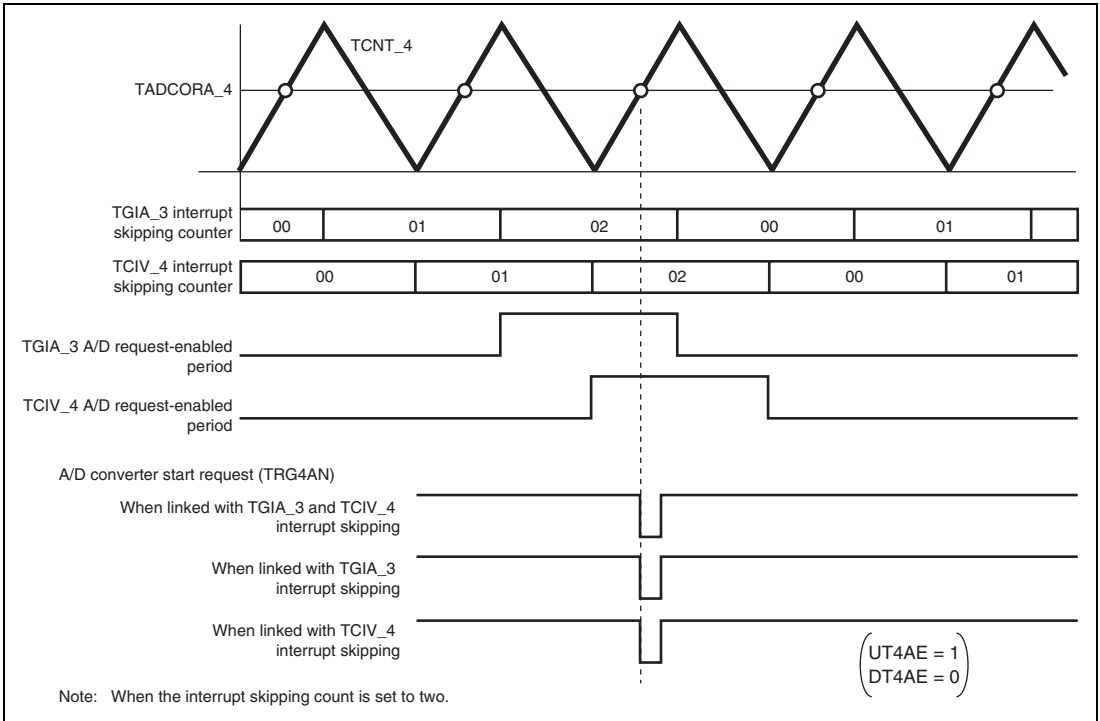 TCNT_4
TADCORA_4
TGIA_3 interrupt
skipping counter
00 01 02 00 01
TCIV_4 interrupt
skipping counter
00 01 02 00 01
TGIA_3 A/D request-enabled
period
TCIV_4 A/D request-enabled
period
A/D converter start request (TRG4AN)
When linked with TGIA_3 and TCIV_4
interrupt skipping
When linked with TGIA_3
interrupt skipping
When linked with TCIV_4
interrupt skipping
UT4AE = 1
DT4AE = 0
Note: When the interrupt skipping count is set to two.